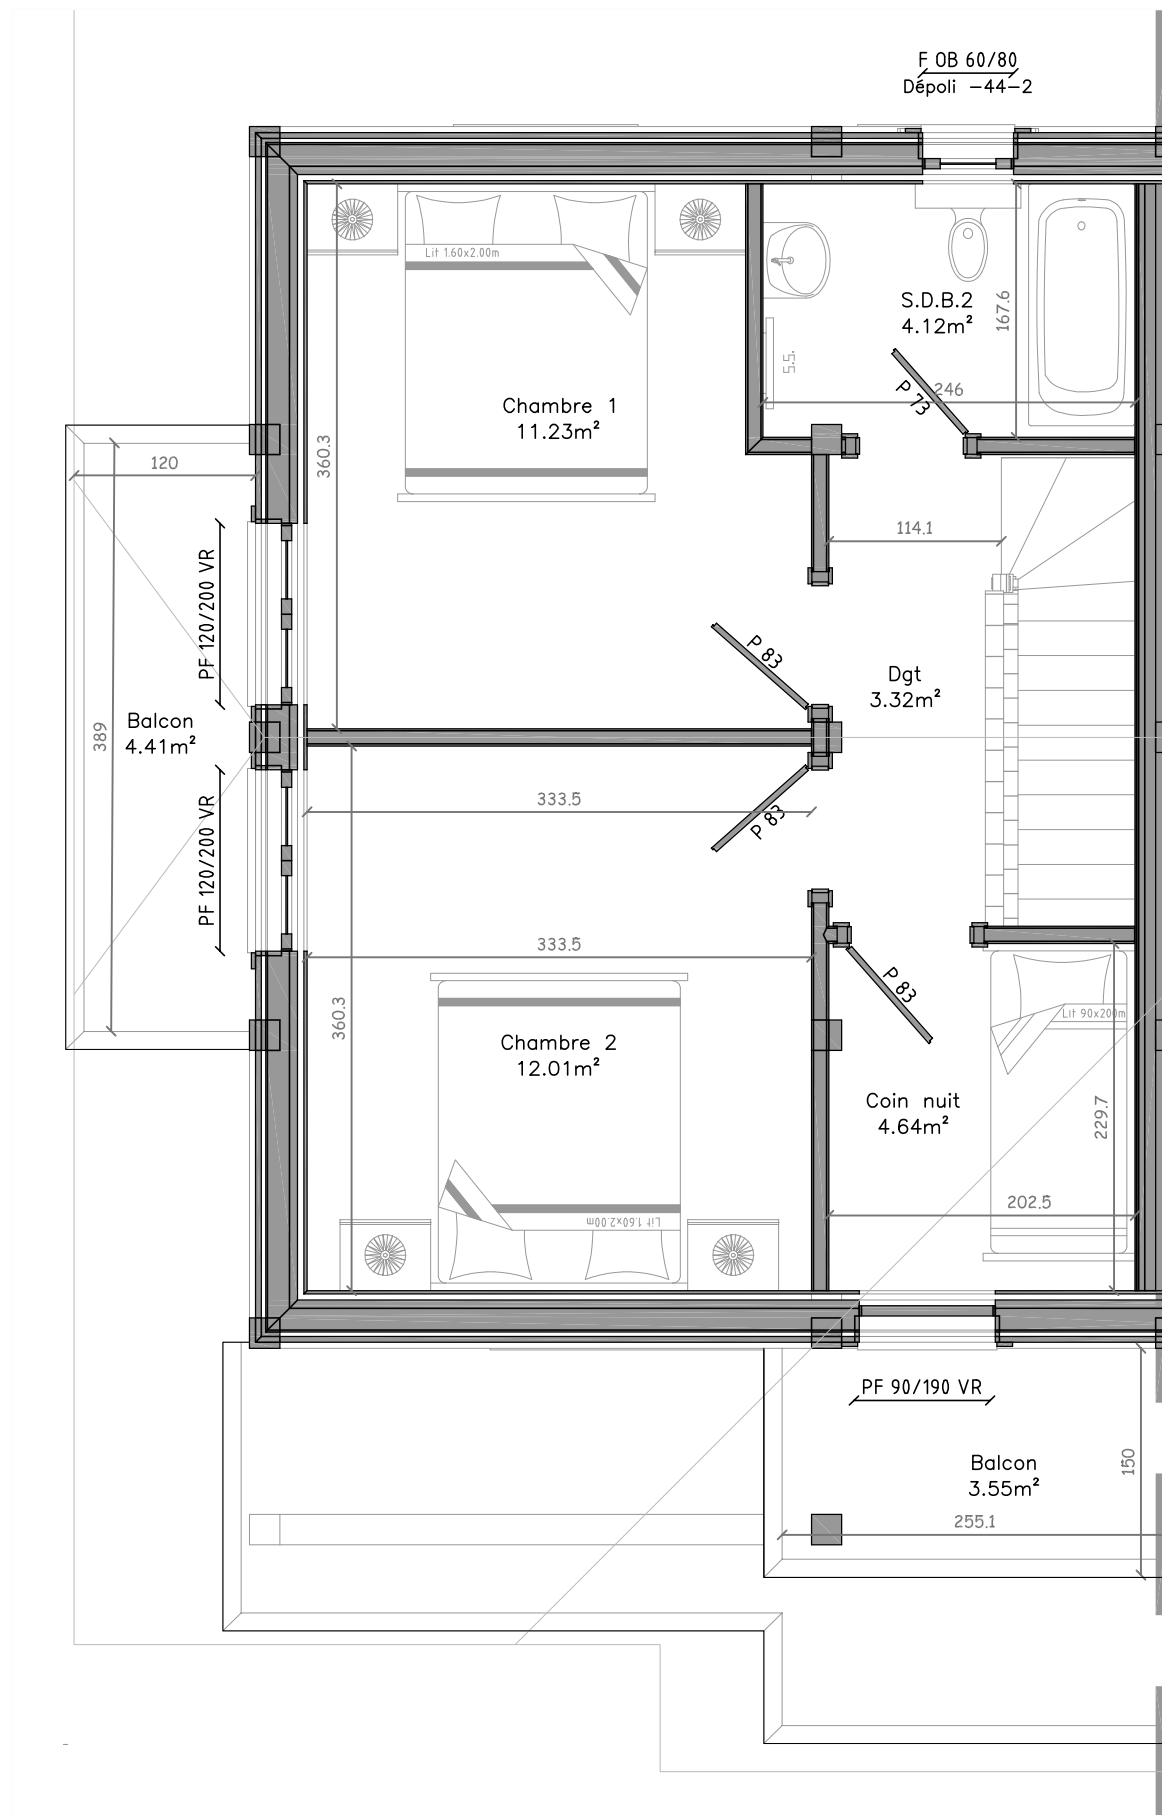 F OB 60/80
Dépoli -44-2
Lit 1.60x2.00m
S.D.B.2
4.12m²
167.6
S.S.
P 73
246
Chambre 1
11.23m²
360.3
120
114.1
PF 120/200 VR
P 83
Dgt
3.32m²
Balcon
4.41m²
389
333.5
P 83
PF 120/200 VR
333.5
P 83
360.3
Lit 90x200m
Chambre 2
12.01m²
Coin nuit
4.64m²
229.7
202.5
Lit 1.60x2.00m
PF 90/190 VR
Balcon
3.55m²
150
255.1